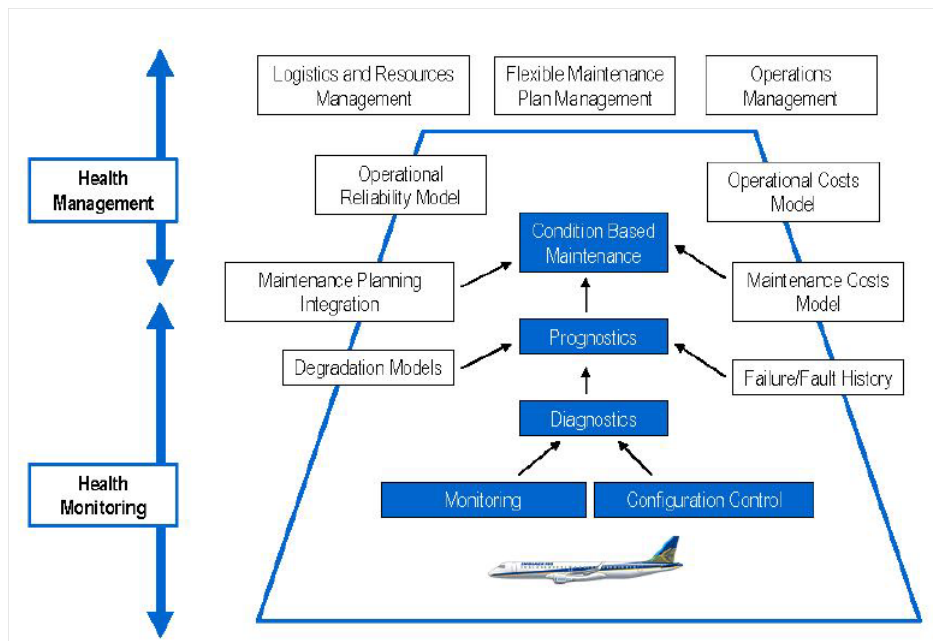 Logistics and Resources
Management
Flexible Maintenance
Plan Management
Operations
Management
Health
Management
Operational
Reliability Model
Operational Costs
Model
Condition Based
Maintenance
Maintenance Planning
Integration
Maintenance Costs
Model
Prognostics
Degradation Models
Failure/Fault History
Diagnostics
Health
Monitoring
Monitoring
Configuration Control